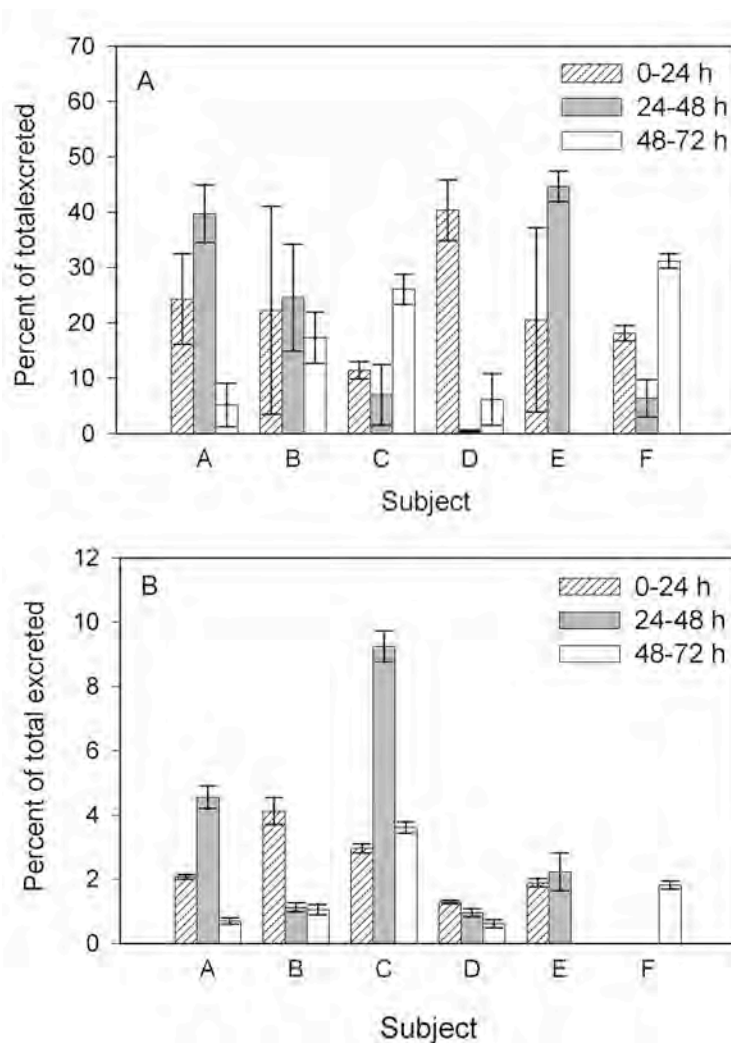 70
60
50
40
30
20
10
0
Percent of totalexcreted
A
0-24 h
24-48 h
48-72 h
A B C D E F
Subject
12
10
8
6
4
2
0
Percent of total excreted
B
0-24 h
24-48 h
48-72 h
A B C D E F
Subject